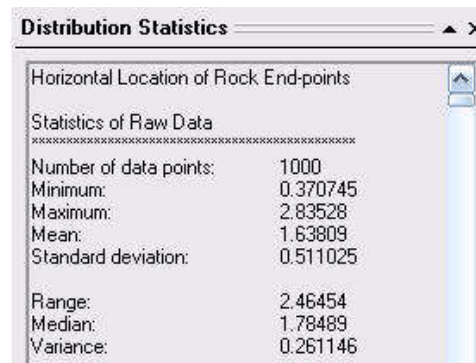 Distribution Statistics
Horizontal Location of Rock End-points
Statistics of Raw Data
Number of data points: 1000
Minimum: 0.370745
Maximum: 2.83528
Mean: 1.63809
Standard deviation: 0.511025
Range: 2.46454
Median: 1.78489
Variance: 0.261146